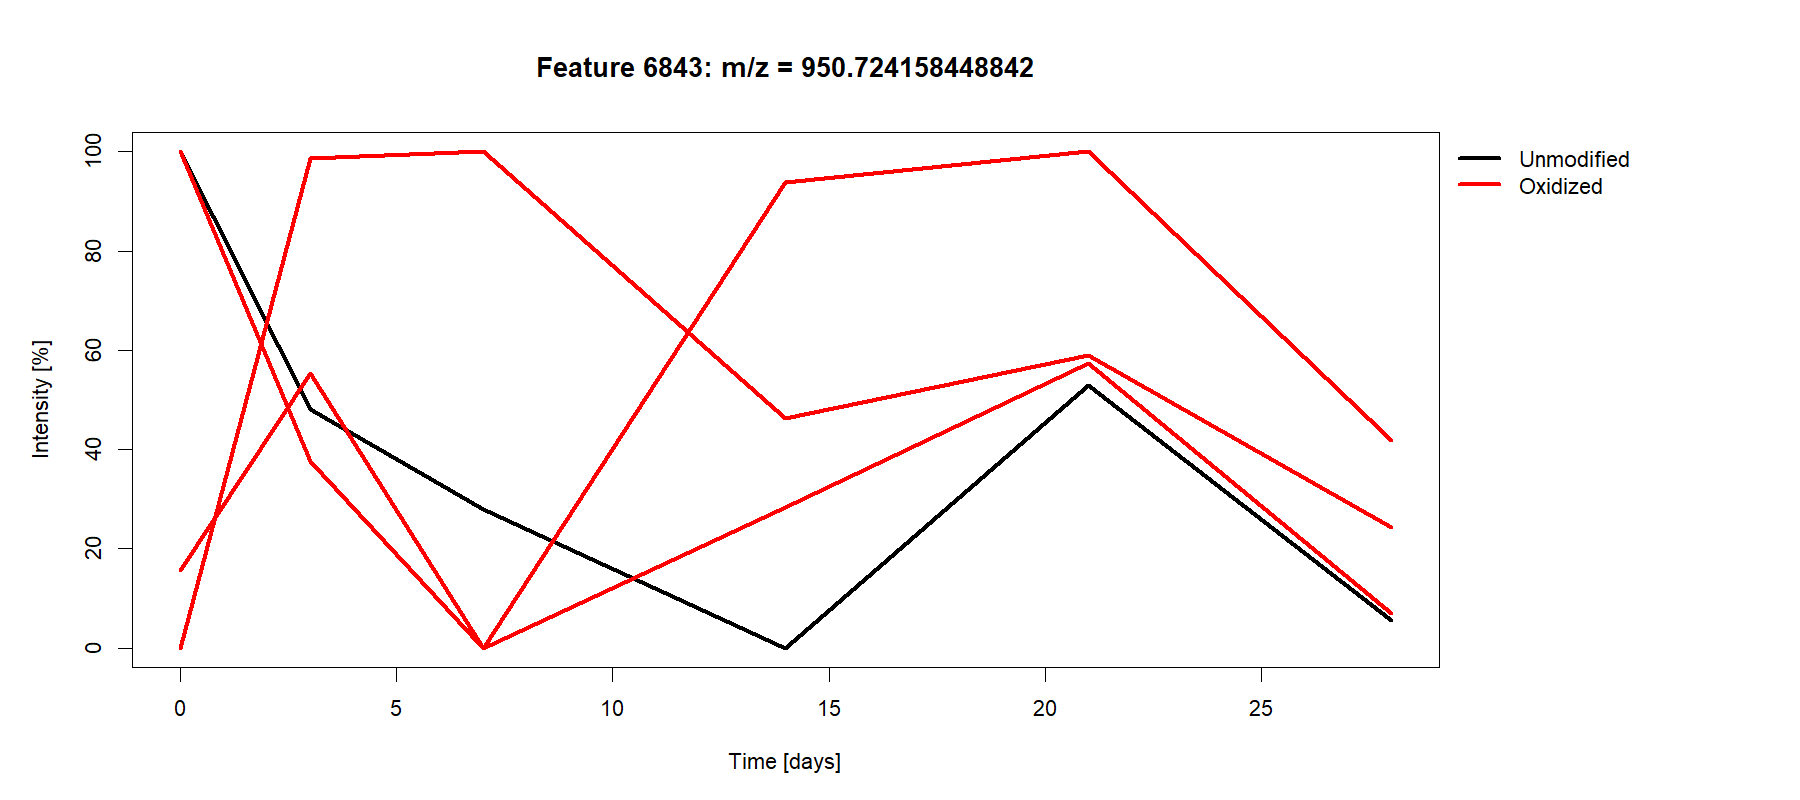 Feature 6843: m/z = 950.724158448842
Unmodified
Oxidized
Intensity [%]
100
80
60
40
20
0
0 5 10 15 20 25
Time [days]